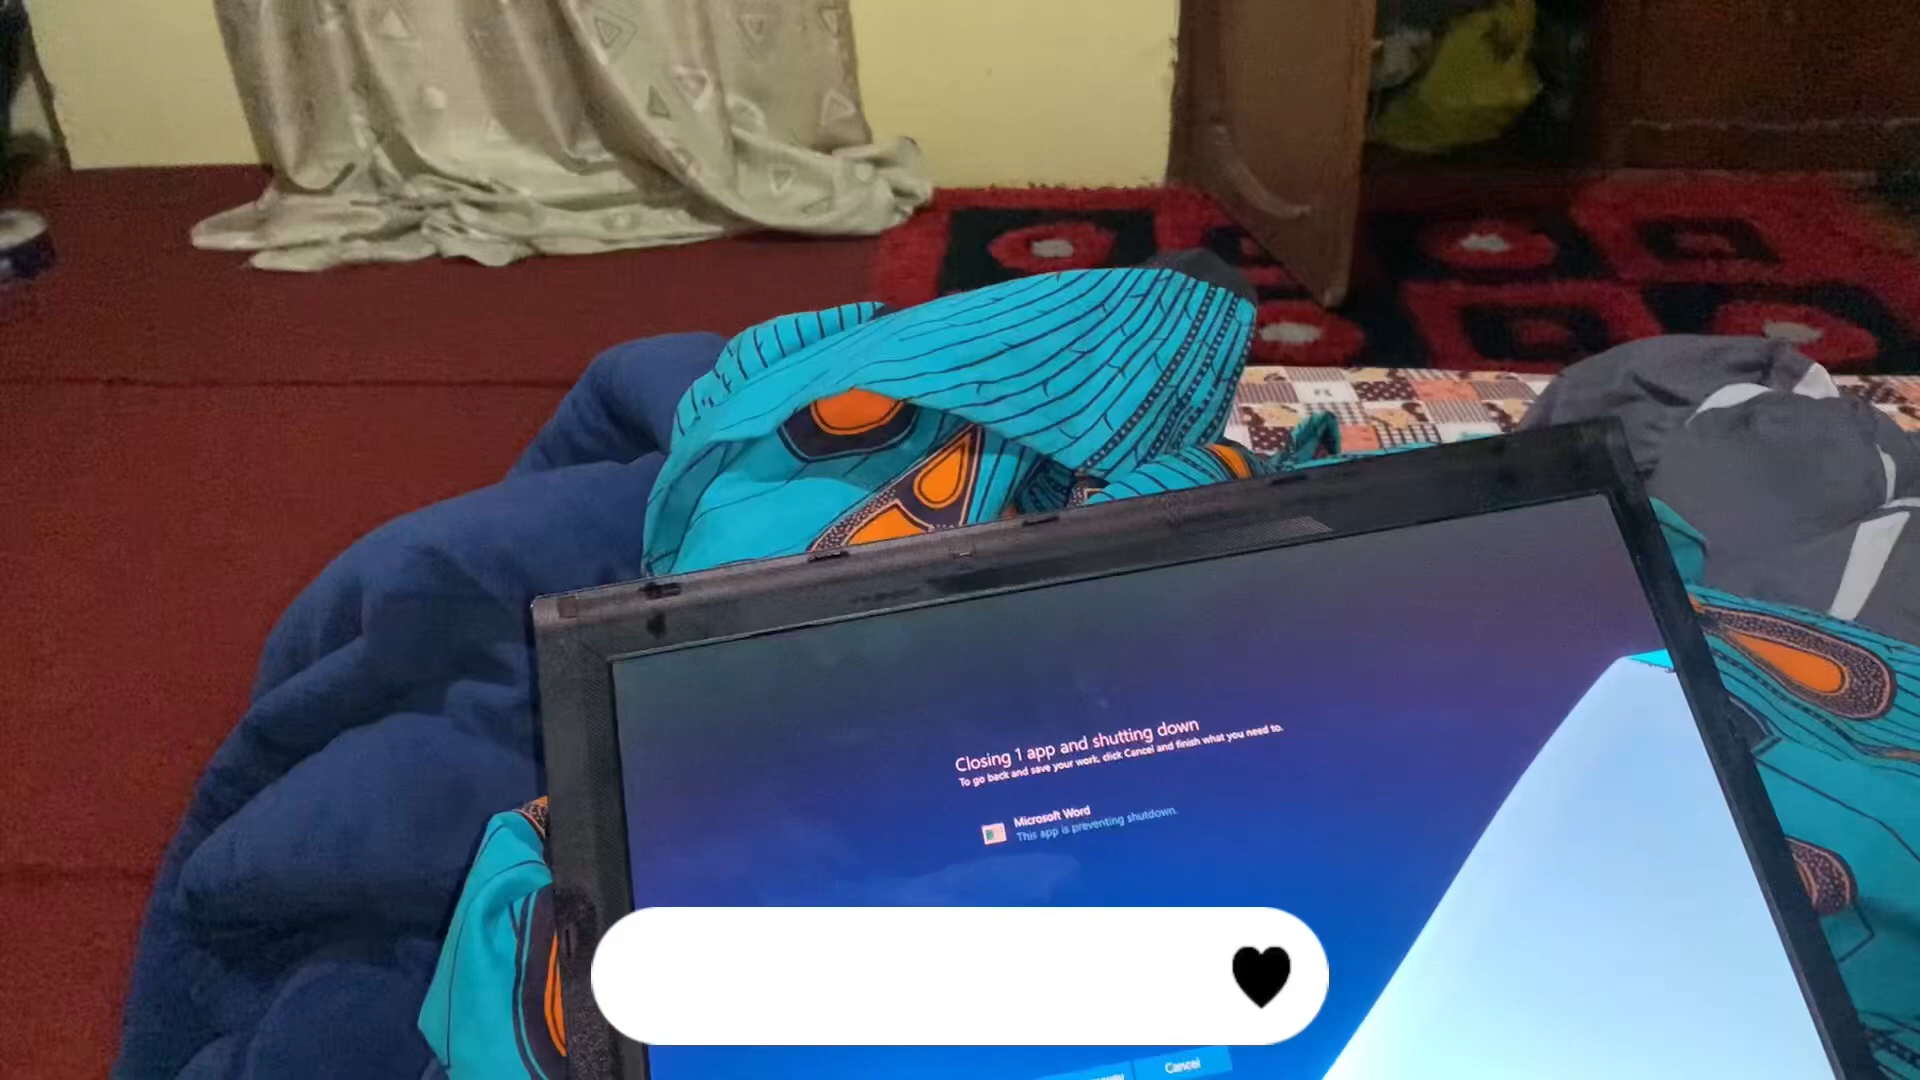 Closing 1 app and shutting down
To go back and save your work, click Cancel and finish what you need to.
Microsoft Word
This app is preventing shutdown.
Cancel